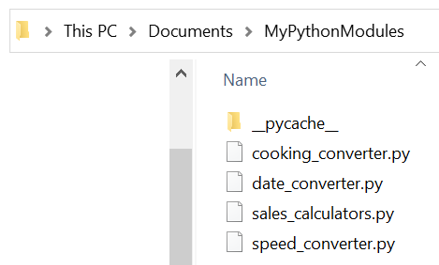 This PC > Documents > MyPythonModules
Name
__pycache__
cooking_converter.py
date_converter.py
sales_calculators.py
speed_converter.py